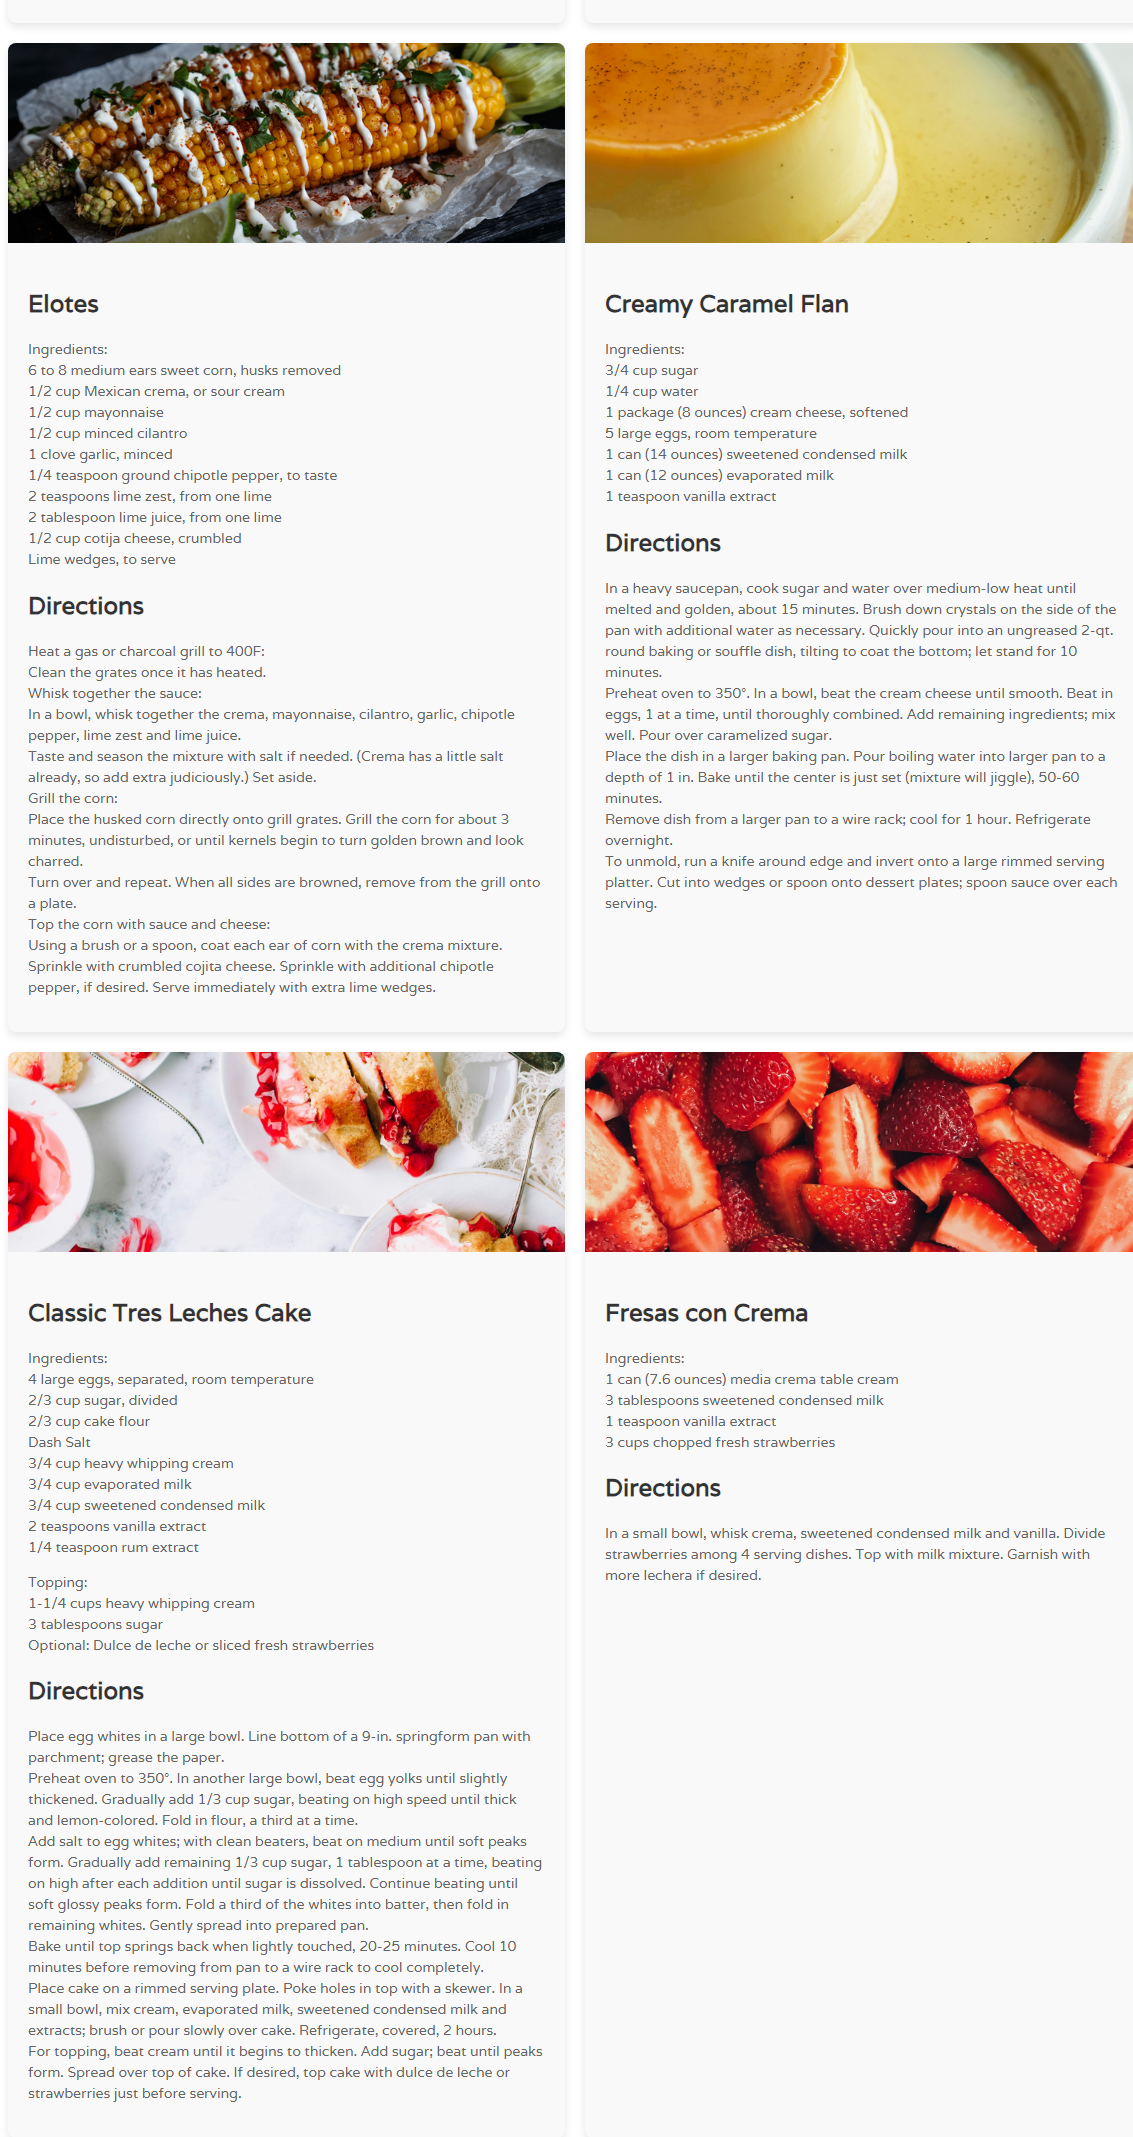 Elotes
Ingredients:
6 to 8 medium ears sweet corn, husks removed
1/2 cup Mexican crema, or sour cream
1/2 cup mayonnaise
1/2 cup minced cilantro
1 clove garlic, minced
1/4 teaspoon ground chipotle pepper, to taste
2 teaspoons lime zest, from one lime
2 tablespoon lime juice, from one lime
1/2 cup cotija cheese, crumbled
Lime wedges, to serve
Directions
Heat a gas or charcoal grill to 400F:
Clean the grates once it has heated.
Whisk together the sauce:
In a bowl, whisk together the crema, mayonnaise, cilantro, garlic, chipotle
pepper, lime zest and lime juice.
Taste and season the mixture with salt if needed. (Crema has a little salt
already, so add extra judiciously.) Set aside.
Grill the corn:
Place the husked corn directly onto grill grates. Grill the corn for about 3
minutes, undisturbed, or until kernels begin to turn golden brown and look
charred.
Turn over and repeat. When all sides are browned, remove from the grill onto
a plate.
Top the corn with sauce and cheese:
Using a brush or a spoon, coat each ear of corn with the crema mixture.
Sprinkle with crumbled cojita cheese. Sprinkle with additional chipotle
pepper, if desired. Serve immediately with extra lime wedges.
Creamy Caramel Flan
Ingredients:
3/4 cup sugar
1/4 cup water
1 package (8 ounces) cream cheese, softened
5 large eggs, room temperature
1 can (14 ounces) sweetened condensed milk
1 can (12 ounces) evaporated milk
1 teaspoon vanilla extract
Directions
In a heavy saucepan, cook sugar and water over medium-low heat until
melted and golden, about 15 minutes. Brush down crystals on the side of the
pan with additional water as necessary. Quickly pour into an ungreased 2-qt.
round baking or souffle dish, tilting to coat the bottom; let stand for 10
minutes.
Preheat oven to 350°. In a bowl, beat the cream cheese until smooth. Beat in
eggs, 1 at a time, until thoroughly combined. Add remaining ingredients; mix
well. Pour over caramelized sugar.
Place the dish in a larger baking pan. Pour boiling water into larger pan to a
depth of 1 in. Bake until the center is just set (mixture will jiggle), 50-60
minutes.
Remove dish from a larger pan to a wire rack; cool for 1 hour. Refrigerate
overnight.
To unmold, run a knife around edge and invert onto a large rimmed serving
platter. Cut into wedges or spoon onto dessert plates; spoon sauce over each
serving.
Classic Tres Leches Cake
Ingredients:
4 large eggs, separated, room temperature
2/3 cup sugar, divided
2/3 cup cake flour
Dash Salt
3/4 cup heavy whipping cream
3/4 cup evaporated milk
3/4 cup sweetened condensed milk
2 teaspoons vanilla extract
1/4 teaspoon rum extract
Topping:
1-1/4 cups heavy whipping cream
3 tablespoons sugar
Optional: Dulce de leche or sliced fresh strawberries
Directions
Place egg whites in a large bowl. Line bottom of a 9-in. springform pan with
parchment; grease the paper.
Preheat oven to 350°. In another large bowl, beat egg yolks until slightly
thickened. Gradually add 1/3 cup sugar, beating on high speed until thick
and lemon-colored. Fold in flour, a third at a time.
Add salt to egg whites; with clean beaters, beat on medium until soft peaks
form. Gradually add remaining 1/3 cup sugar, 1 tablespoon at a time, beating
on high after each addition until sugar is dissolved. Continue beating until
soft glossy peaks form. Fold a third of the whites into batter, then fold in
remaining whites. Gently spread into prepared pan.
Bake until top springs back when lightly touched, 20-25 minutes. Cool 10
minutes before removing from pan to a wire rack to cool completely.
Place cake on a rimmed serving plate. Poke holes in top with a skewer. In a
small bowl, mix cream, evaporated milk, sweetened condensed milk and
extracts; brush or pour slowly over cake. Refrigerate, covered, 2 hours.
For topping, beat cream until it begins to thicken. Add sugar; beat until peaks
form. Spread over top of cake. If desired, top cake with dulce de leche or
strawberries just before serving.
Fresas con Crema
Ingredients:
1 can (7.6 ounces) media crema table cream
3 tablespoons sweetened condensed milk
1 teaspoon vanilla extract
3 cups chopped fresh strawberries
Directions
In a small bowl, whisk crema, sweetened condensed milk and vanilla. Divide
strawberries among 4 serving dishes. Top with milk mixture. Garnish with
more lechera if desired.